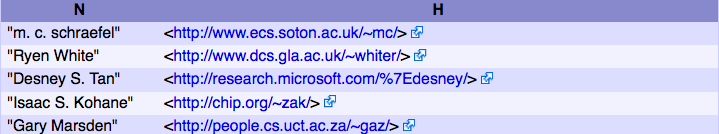 N H
"m. c. schraefel" <http://www.ecs.soton.ac.uk/~mc/>
"Ryen White" <http://www.dcs.gla.ac.uk/~whiter/>
"Desney S. Tan" <http://research.microsoft.com/%7Edesney/>
"Isaac S. Kohane" <http://chip.org/~zak/>
"Gary Marsden" <http://people.cs.uct.ac.za/~gaz/>